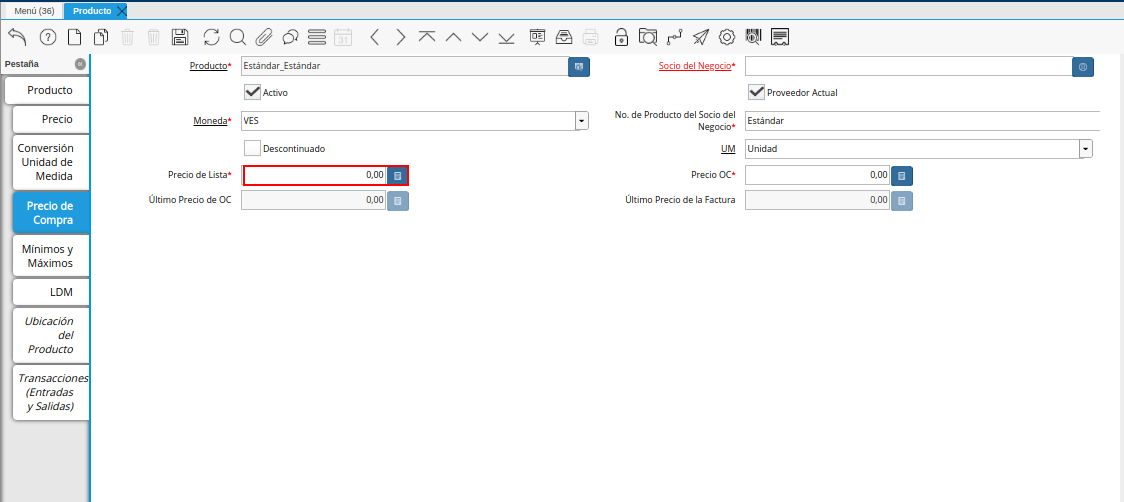 Menú (36)
Producto
Pestaña
Producto
Precio
Conversión
Unidad de
Medida
Precio de
Compra
Mínimos y
Máximos
LDM
Ubicación
del
Producto
Transacciones
(Entradas
y Salidas)
Producto* Estándar_Estándar Socio del Negocio*
Activo Proveedor Actual
Moneda* VES No. de Producto del Socio del
Negocio* Estándar
Descontinuado UM Unidad
Precio de Lista* 0,00 Precio OC* 0,00
Último Precio de OC 0,00 Último Precio de la Factura 0,00
31